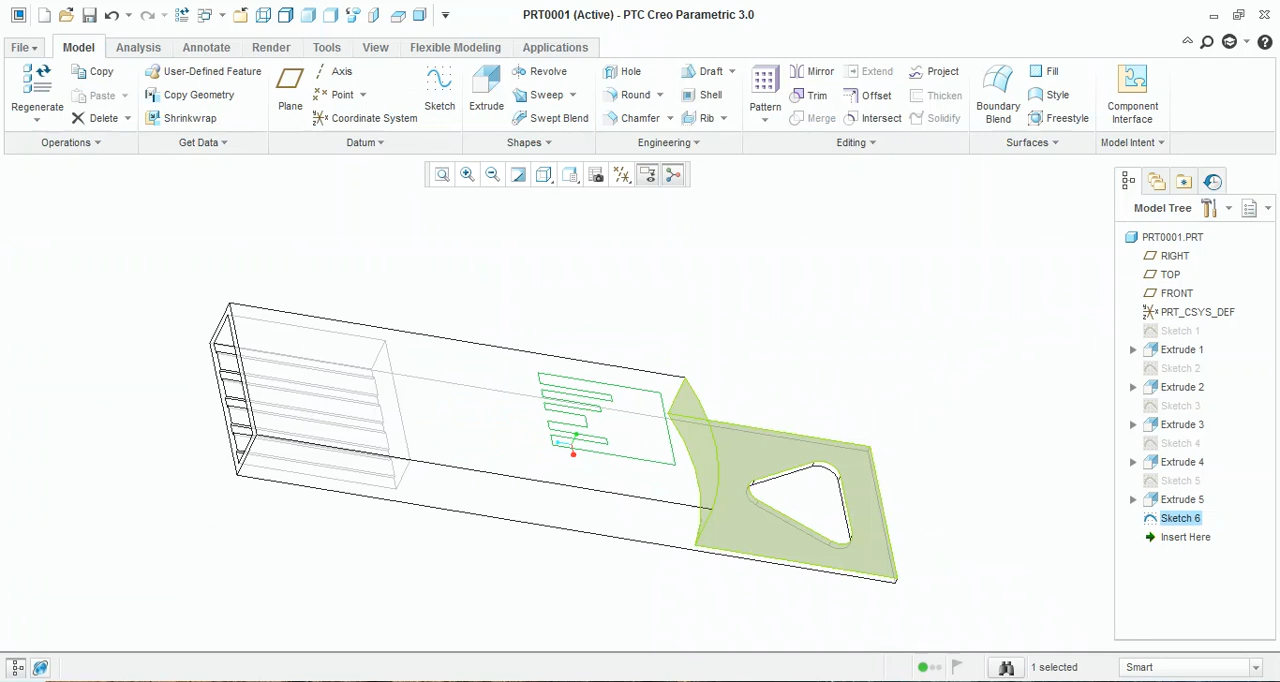 PRT0001 (Active) - PTC Creo Parametric 3.0
File Model Analysis Annotate Render Tools View Flexible Modeling Applications
Regenerate
Copy
Paste
Delete
Operations
User-Defined Feature
Copy Geometry
Shrinkwrap
Get Data
Plane
Axis
Point
Coordinate System
Datum
Sketch
Extrude
Revolve
Sweep
Swept Blend
Shapes
Hole
Round
Chamfer
Draft
Shell
Rib
Engineering
Pattern
Mirror
Trim
Merge
Extend
Offset
Intersect
Project
Thicken
Solidify
Editing
Boundary
Blend
Fill
Style
Freestyle
Surfaces
Component
Interface
Model Intent
Model Tree
PRT0001.PRT
RIGHT
TOP
FRONT
PRT_CSYS_DEF
Sketch 1
Extrude 1
Sketch 2
Extrude 2
Sketch 3
Extrude 3
Sketch 4
Extrude 4
Sketch 5
Extrude 5
Sketch 6
Insert Here
1 selected
Smart